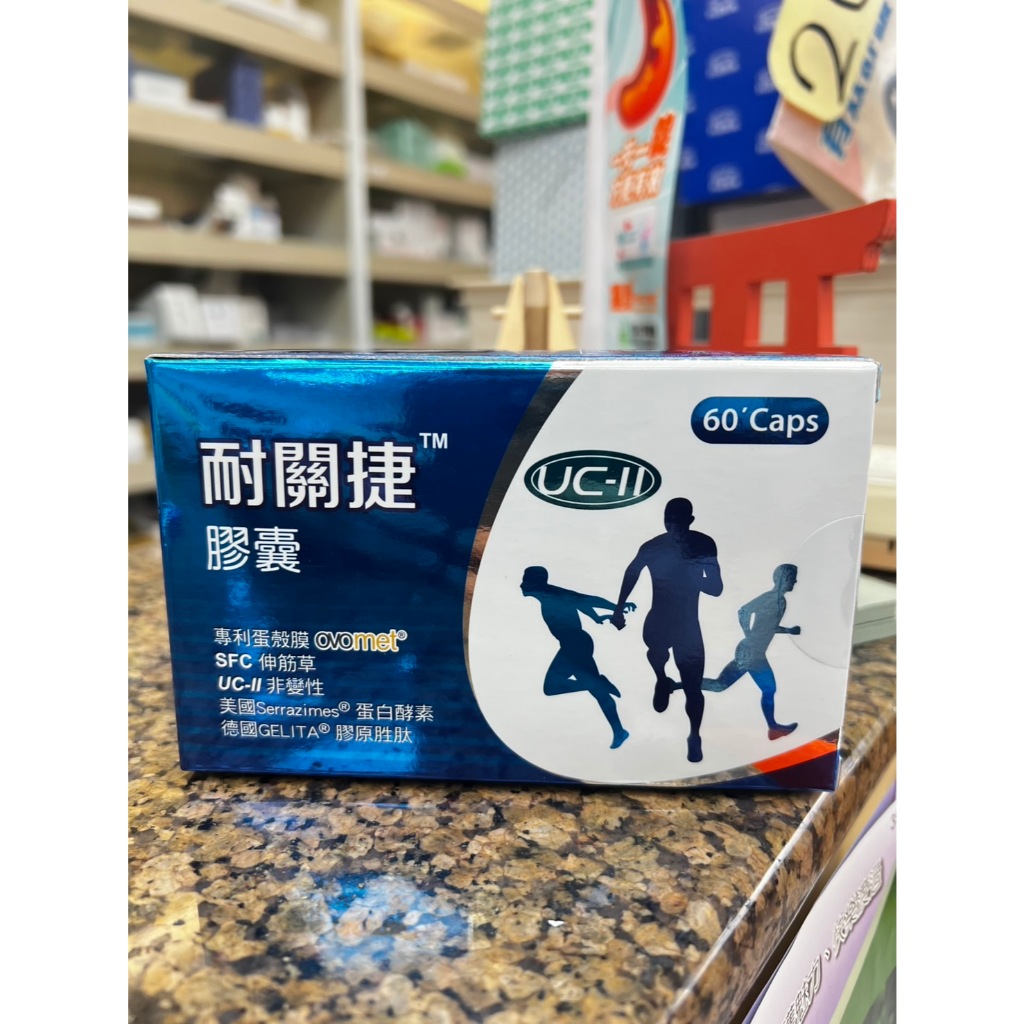 耐關捷™
膠囊
專利蛋殼膜 ovomet®
SFC 伸筋草
UC-II 非變性
美國Serrazimes® 蛋白酵素
德國GELITA® 膠原胜肽
60'Caps
UC-II